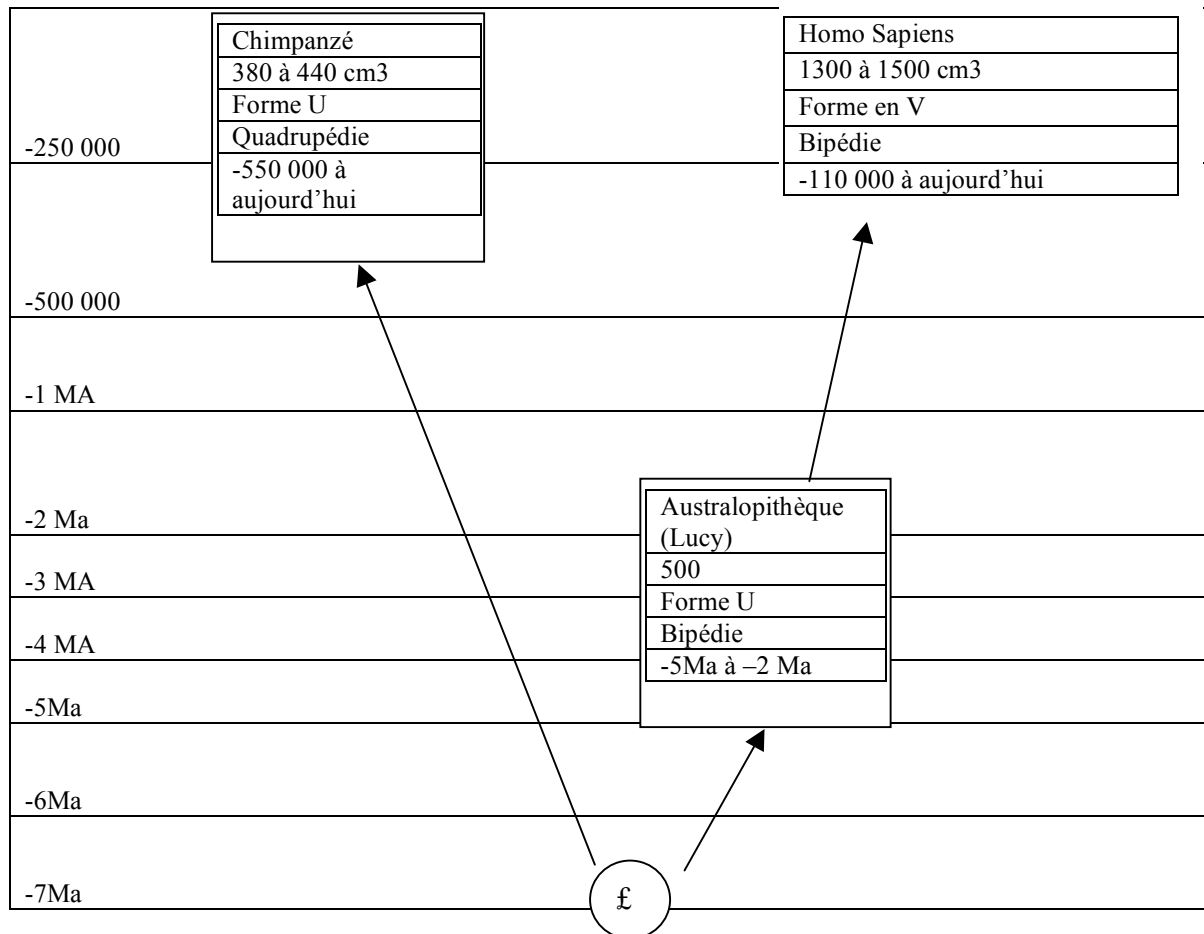 Chimpanzé
380 à 440 cm3
Forme U
Quadrupédie
-550 000 à
aujourd’hui
Homo Sapiens
1300 à 1500 cm3
Forme en V
Bipédie
-110 000 à aujourd’hui
-250 000
-500 000
-1 MA
-2 Ma
-3 MA
-4 MA
-5Ma
-6Ma
-7Ma
Australopithèque
(Lucy)
500
Forme U
Bipédie
-5Ma à –2 Ma
£